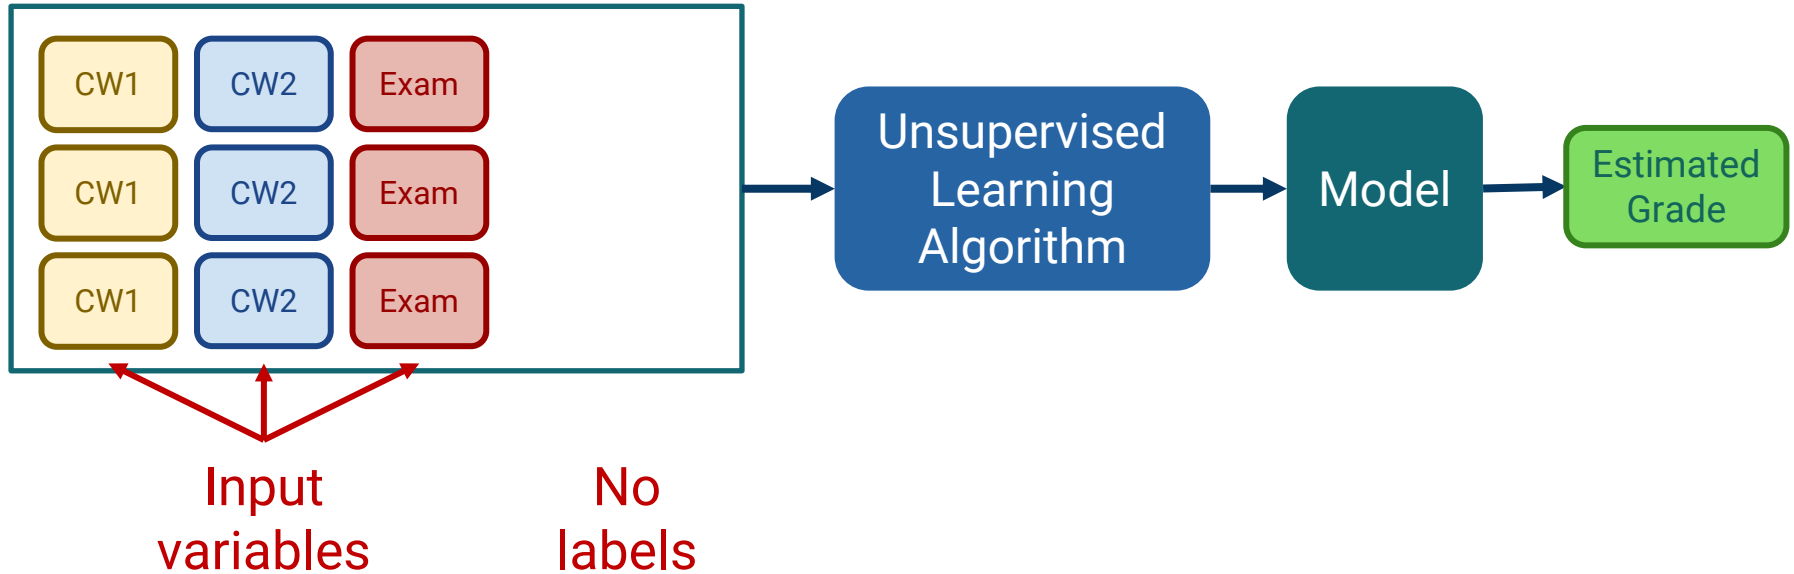 CW1 CW2 Exam
CW1 CW2 Exam
CW1 CW2 Exam
Unsupervised
Learning
Algorithm
Model
Estimated
Grade
Input
variables
No
labels